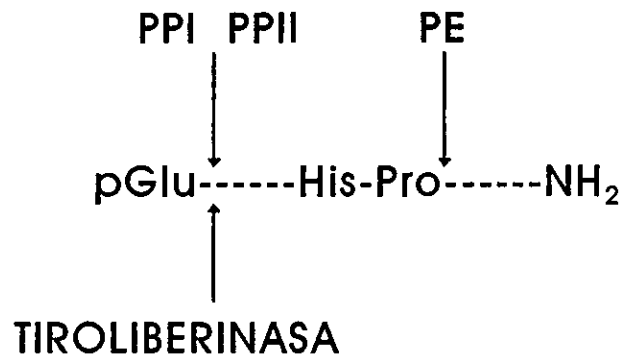 PPI PPII PE
pGlu------His-Pro------NH₂
TIROLIBERINASA